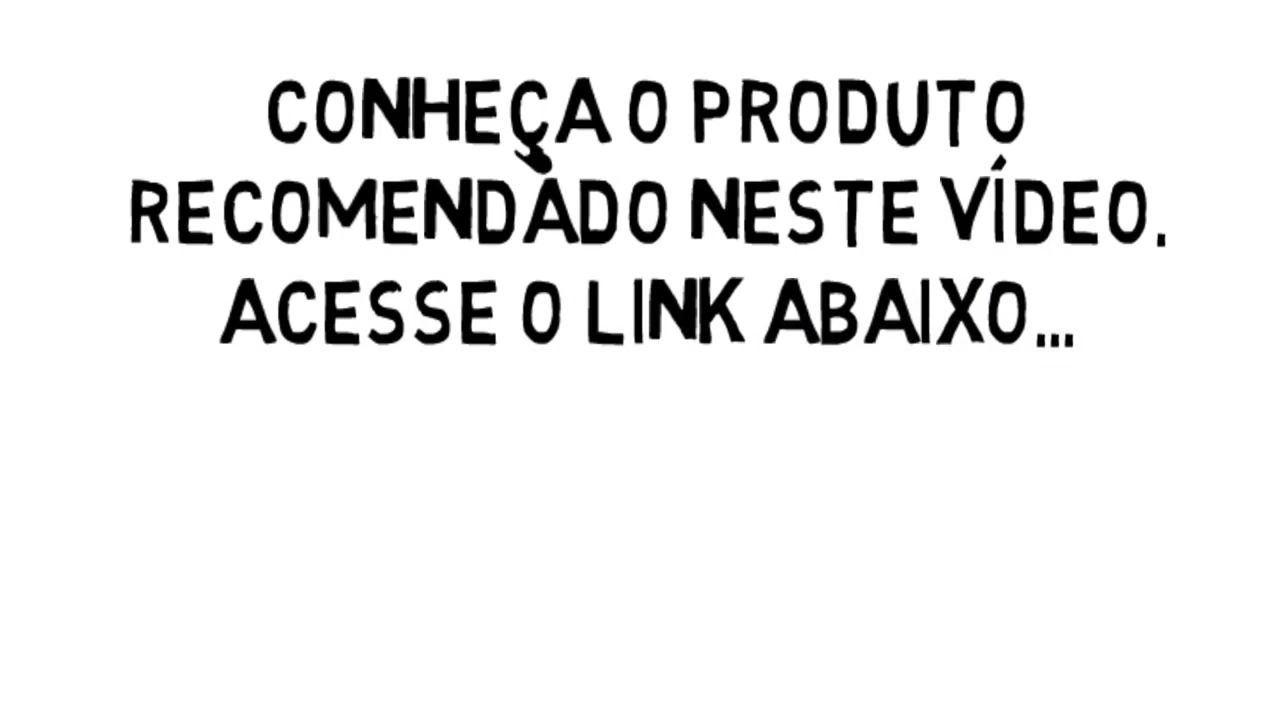 CONHEÇA O PRODUTO
RECOMENDADO NESTE VÍDEO.
ACESSE O LINK ABAIXO...